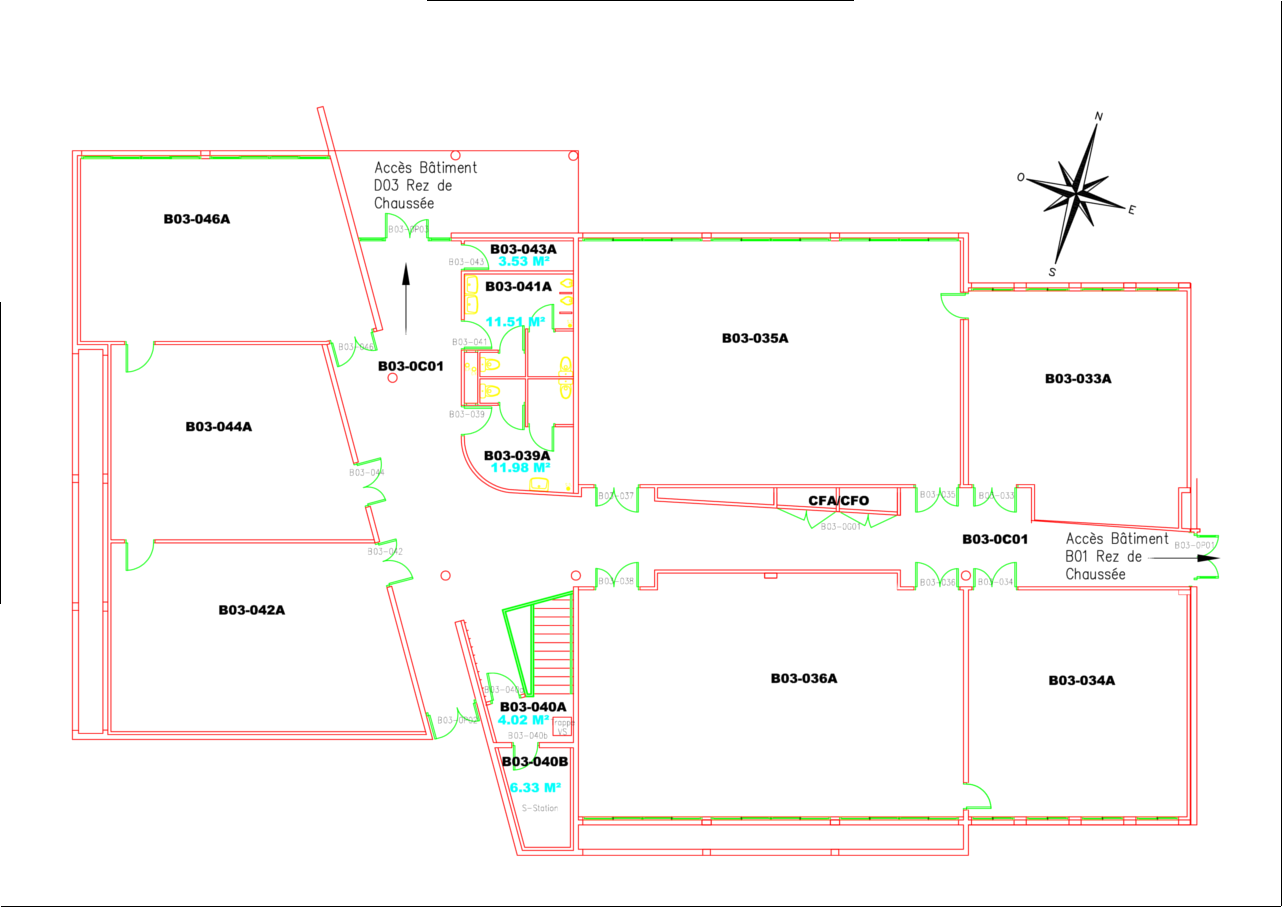 N
O
E
S
Accès Bâtiment
D03 Rez de
Chaussée
B03-0P03
B03-046A
B03-043A
3.53 M²
B03-043
B03-041A
11.51 M²
B03-041
B03-046
B03-0C01
B03-035A
B03-033A
B03-039
B03-044A
B03-039A
11.98 M²
B03-044
B03-037
CFA/CFO
B03-035
B03-033
B03-0G01
B03-0C01
Accès Bâtiment
B01 Rez de
Chaussée
B03-0P01
B03-042
B03-038
B03-036
B03-034
B03-042A
B03-036A
B03-034A
B03-040a
B03-040A
4.02 M²
Trappe
VS
B03-0P02
B03-040b
B03-040B
6.33 M²
S-Station